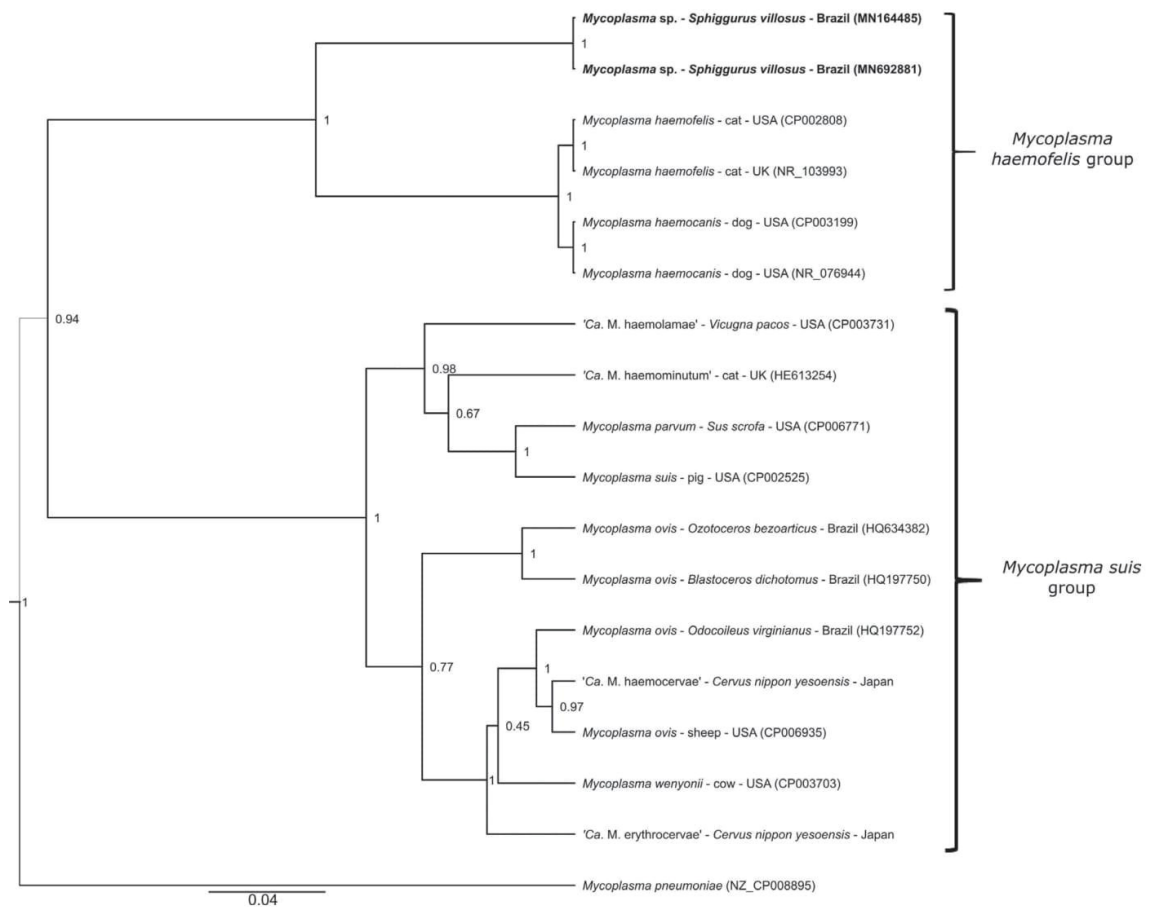 Mycoplasma sp. - Sphiggurus villosus - Brazil (MN164485)
1
Mycoplasma sp. - Sphiggurus villosus - Brazil (MN692881)
1
Mycoplasma haemofelis - cat - USA (CP002808)
1
Mycoplasma haemofelis - cat - UK (NR_103993)
1
Mycoplasma haemocanis - dog - USA (CP003199)
1
Mycoplasma haemocanis - dog - USA (NR_076944)
Mycoplasma
haemofelis group
0.94
'Ca. M. haemolamae' - Vicugna pacos - USA (CP003731)
0.98
'Ca. M. haemominutum' - cat - UK (HE613254)
0.67
Mycoplasma parvum - Sus scrofa - USA (CP006771)
1
Mycoplasma suis - pig - USA (CP002525)
1
Mycoplasma ovis - Ozotoceros bezoarticus - Brazil (HQ634382)
1
Mycoplasma ovis - Blastoceros dichotomus - Brazil (HQ197750)
Mycoplasma suis
group
1
Mycoplasma ovis - Odocoileus virginianus - Brazil (HQ197752)
0.77
1
'Ca. M. haemocervae' - Cervus nippon yesoensis - Japan
0.97
0.45
Mycoplasma ovis - sheep - USA (CP006935)
1
Mycoplasma wenyonii - cow - USA (CP003703)
'Ca. M. erythrocervae' - Cervus nippon yesoensis - Japan
Mycoplasma pneumoniae (NZ_CP008895)
0.04